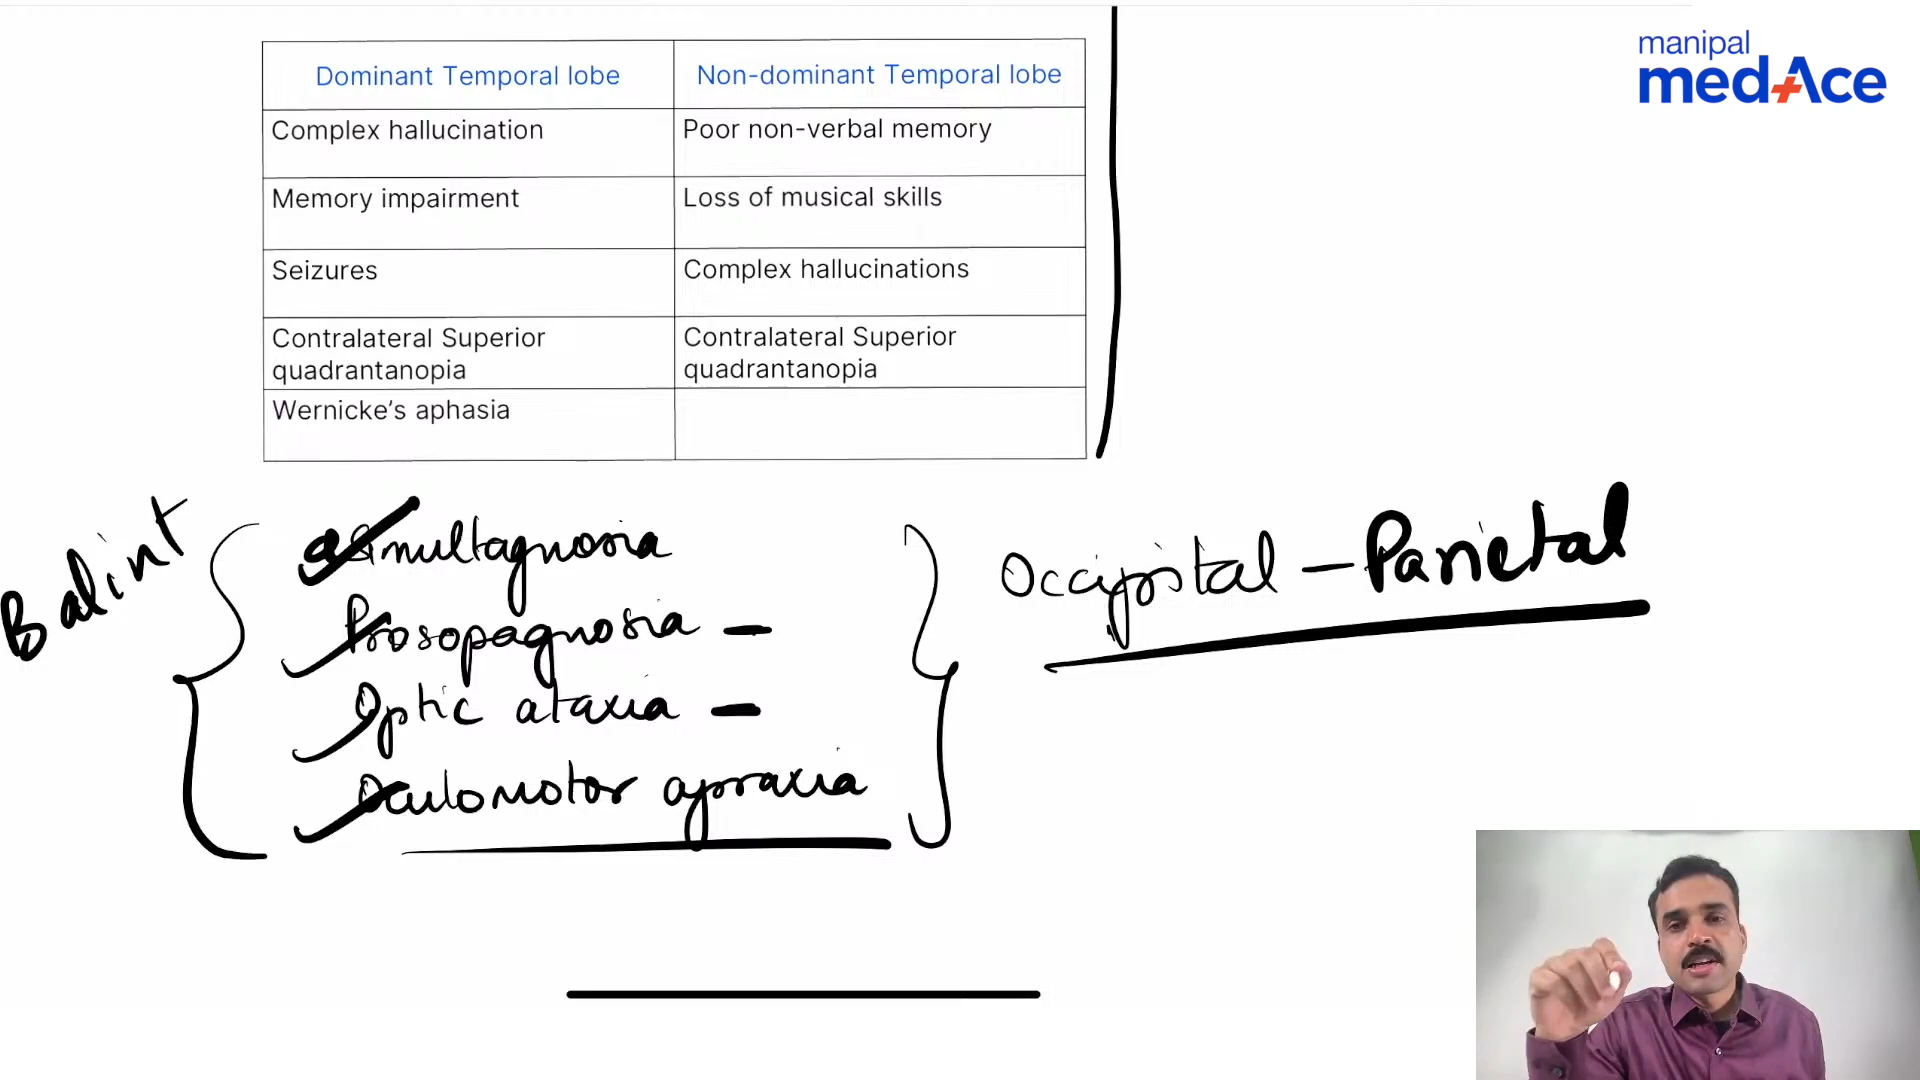 manipal
medAce
Dominant Temporal lobe
Non-dominant Temporal lobe
Complex hallucination
Poor non-verbal memory
Memory impairment
Loss of musical skills
Seizures
Complex hallucinations
Contralateral Superior
quadrantanopia
Contralateral Superior
quadrantanopia
Wernicke's aphasia
Balint
Simultagnosia
Prosopagnosia –
Optic ataxia –
Oculomotor apraxia
Occipital – Parietal